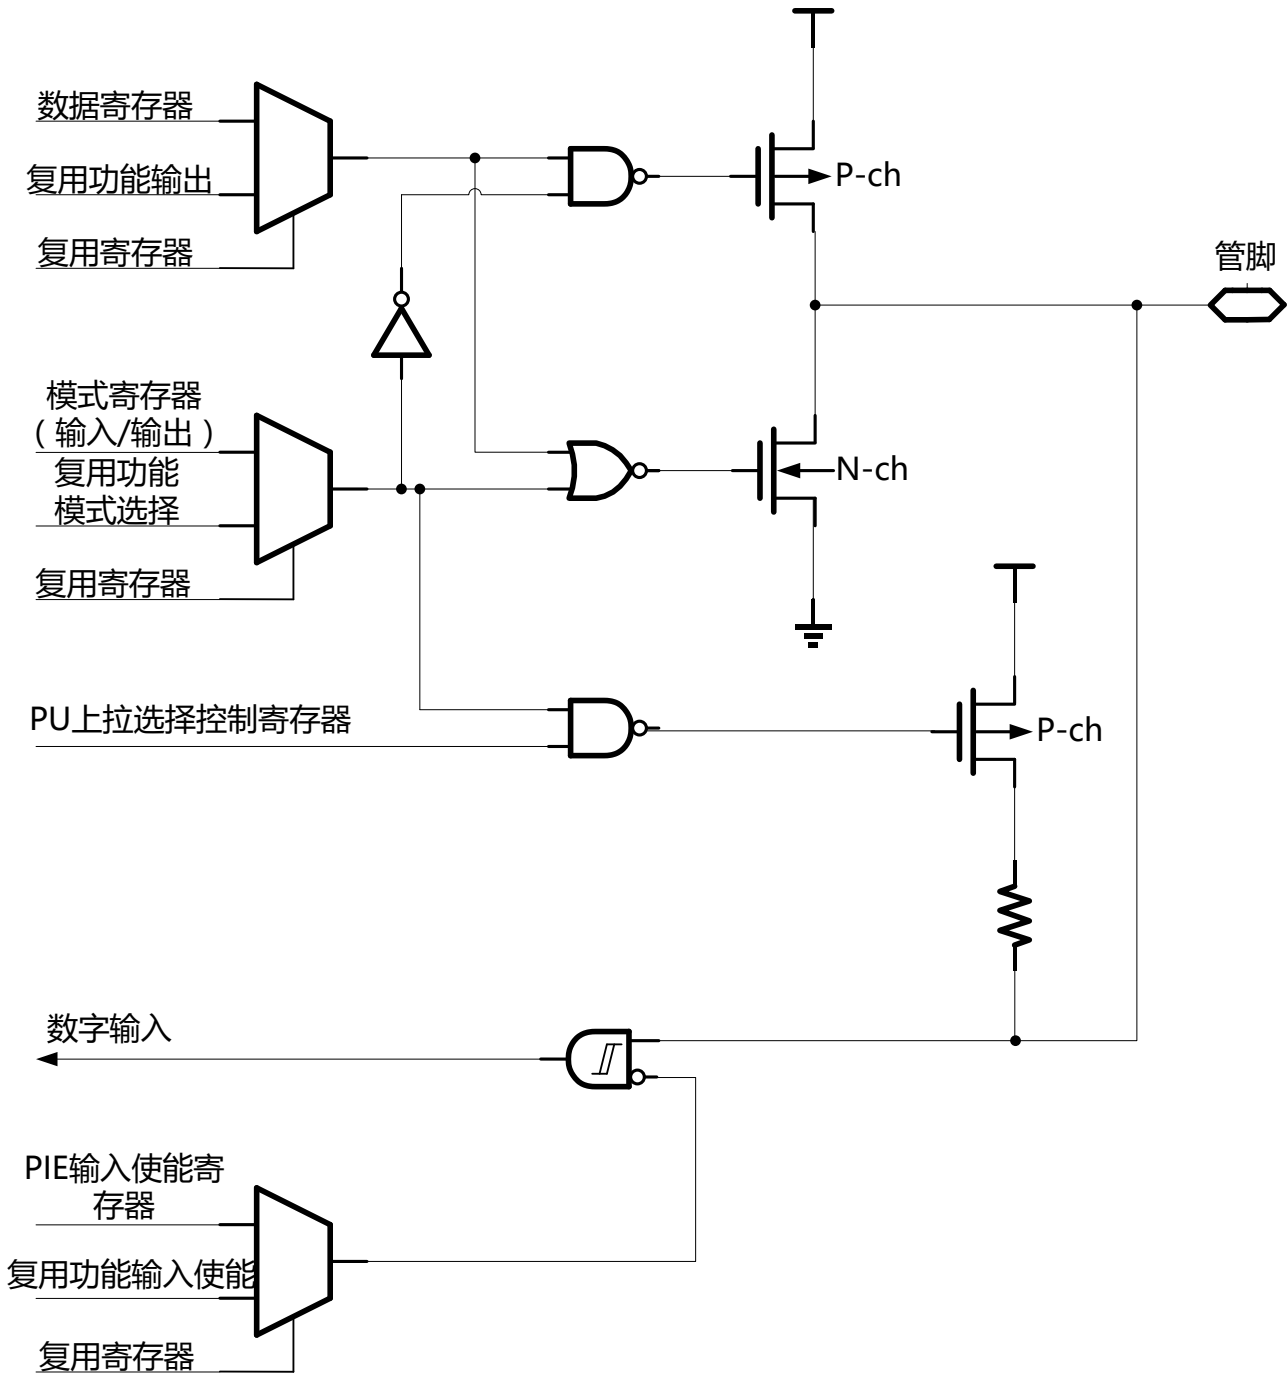 数据寄存器
复用功能输出
复用寄存器
P-ch
管脚
模式寄存器
（输入/输出）
复用功能
模式选择
N-ch
复用寄存器
PU上拉选择控制寄存器
P-ch
数字输入
PIE输入使能寄
存器
复用功能输入使能
复用寄存器